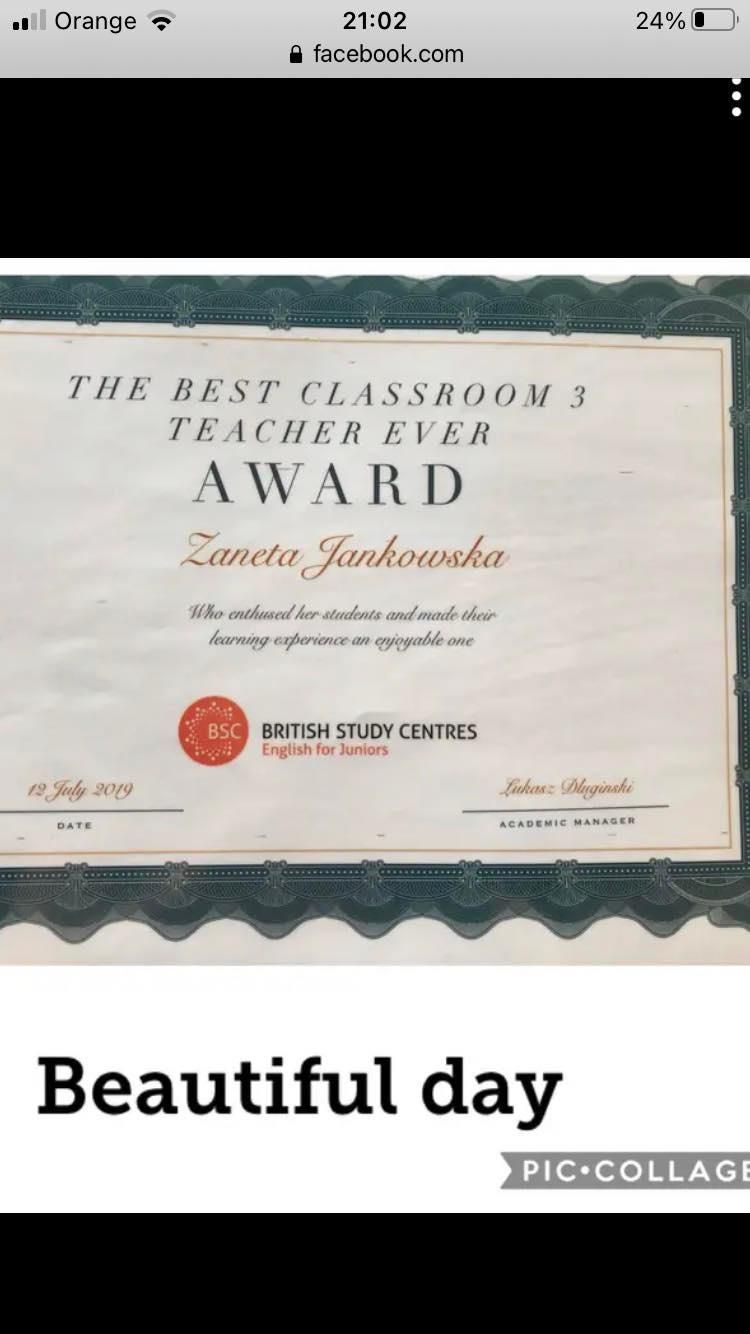 Orange 21:02 24%
facebook.com
THE BEST CLASSROOM 3
TEACHER EVER
AWARD
Zaneta Jankowska
Who enthused her students and made their
learning experience an enjoyable one
BSC BRITISH STUDY CENTRES
English for Juniors
12 July 2019
DATE
Lukasz Dluginski
ACADEMIC MANAGER
Beautiful day
PIC•COLLAGE